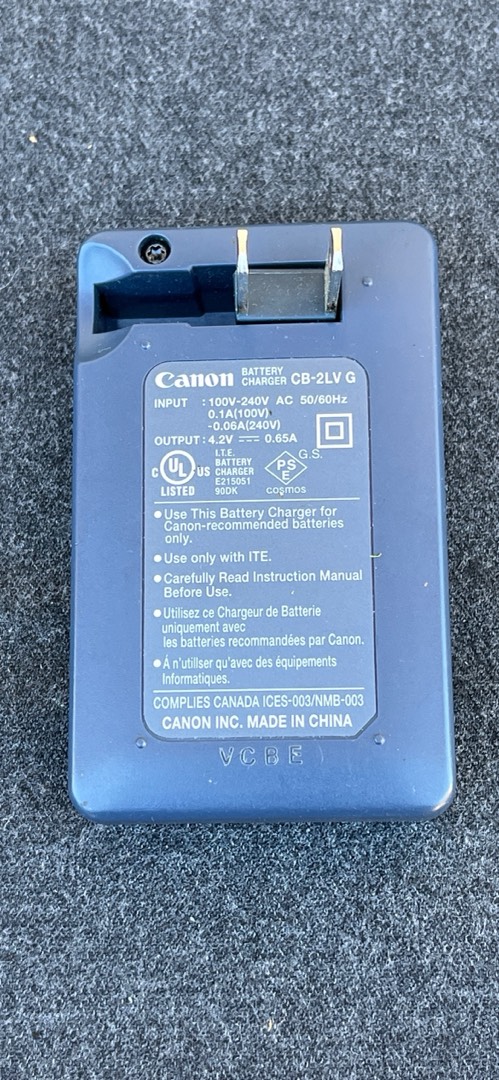 Canon BATTERY CHARGER CB-2LV G
INPUT : 100V-240V AC 50/60Hz
0.1A(100V)
-0.06A(240V)
OUTPUT : 4.2V ⎓ 0.65A
C UL US LISTED
I.T.E.
BATTERY
CHARGER
E215051
90DK
PSE G.S.
cosmos
• Use This Battery Charger for
Canon-recommended batteries
only.
• Use only with ITE.
• Carefully Read Instruction Manual
Before Use.
• Utilisez ce Chargeur de Batterie
uniquement avec
les batteries recommandées par Canon.
• Á n'utilser qu'avec des équipements
Informatiques.
COMPLIES CANADA ICES-003/NMB-003
CANON INC. MADE IN CHINA
VCBE